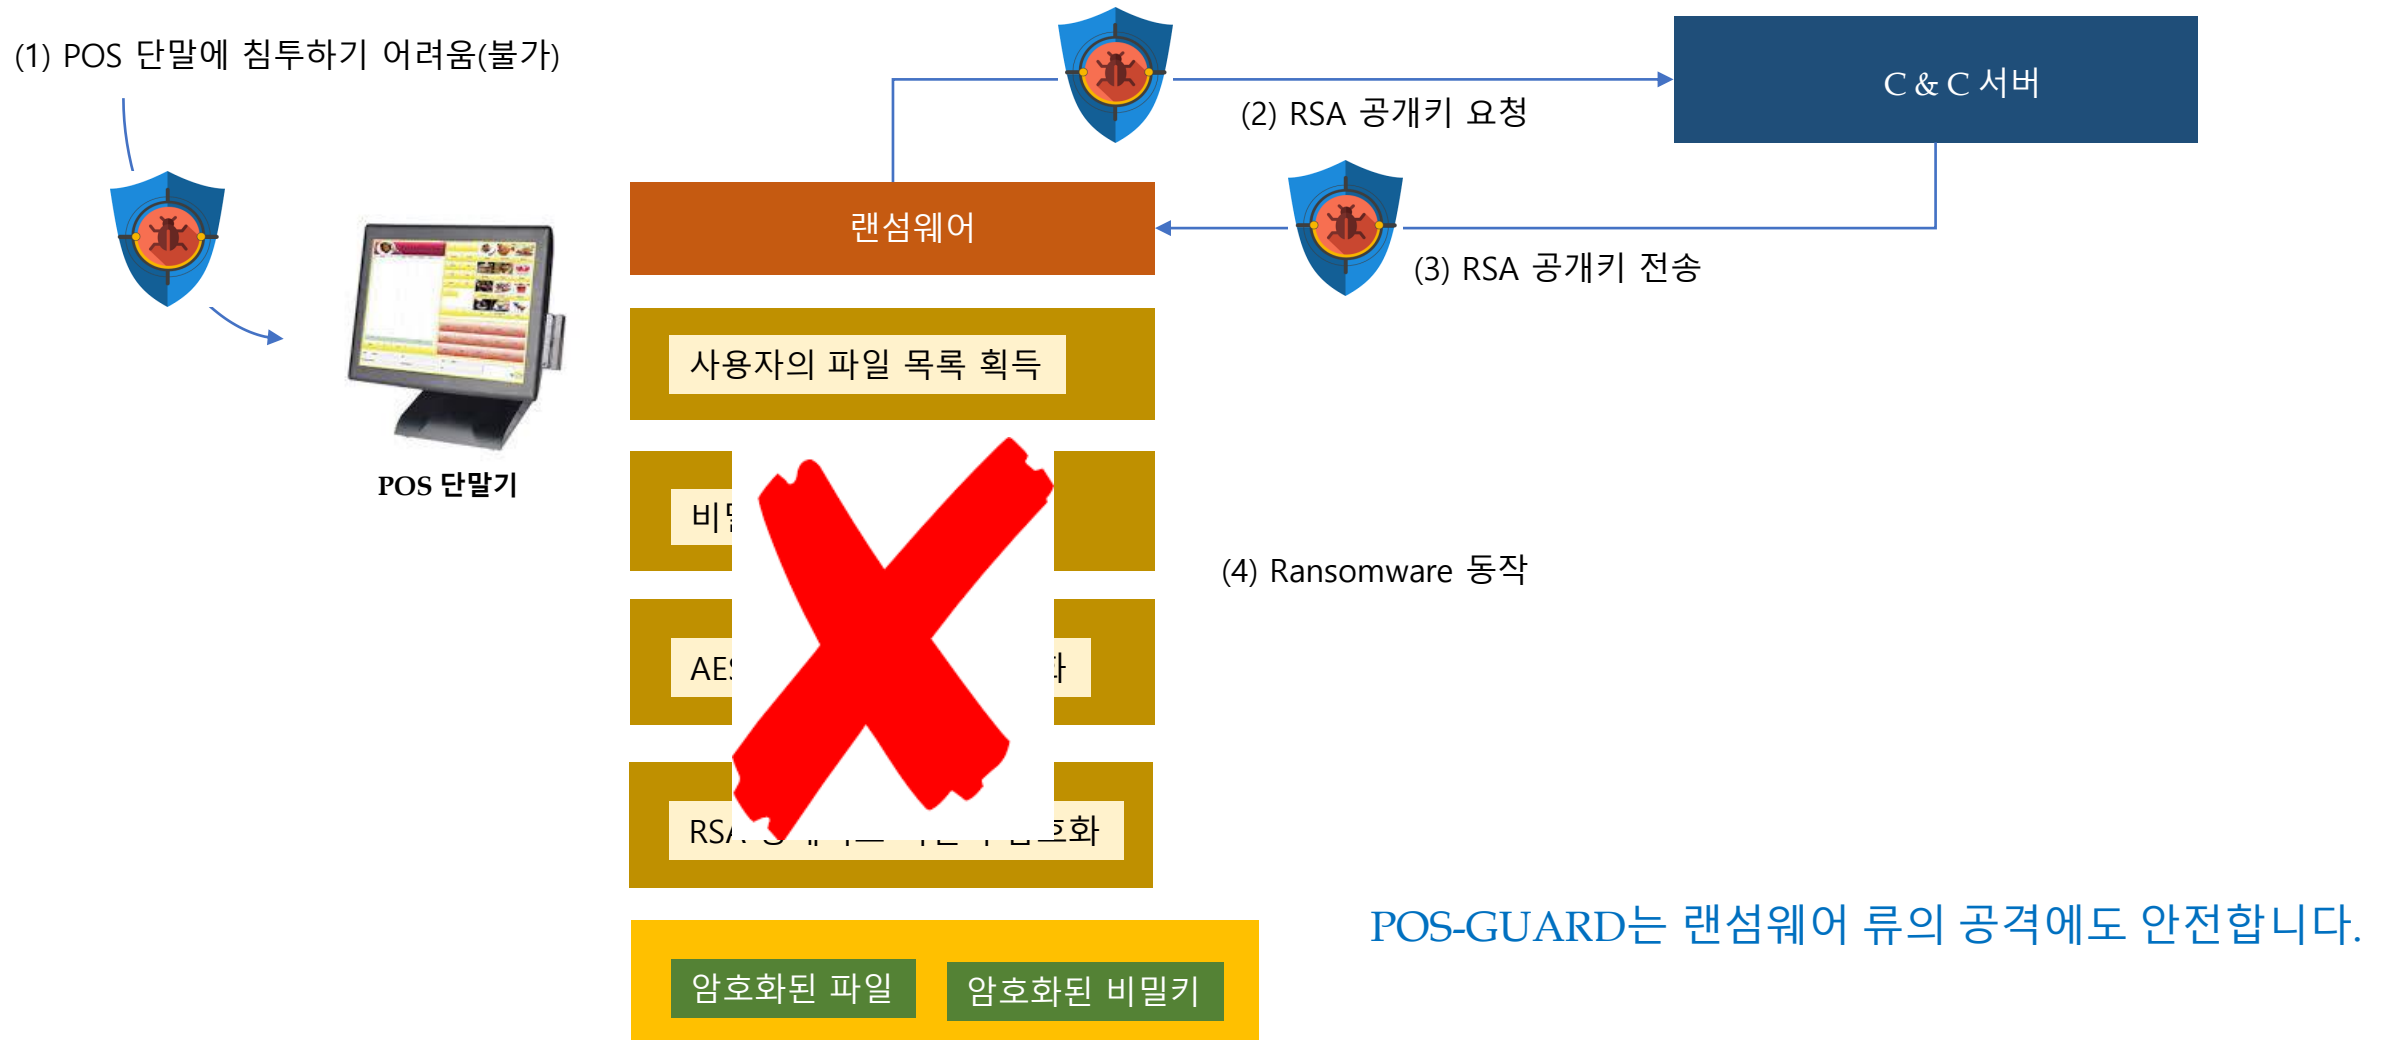 (1) POS 단말에 침투하기 어려움(불가)
C & C 서버
(2) RSA 공개키 요청
랜섬웨어
(3) RSA 공개키 전송
사용자의 파일 목록 획득
POS 단말기
(4) Ransomware 동작
RSA
암호화
POS-GUARD는 랜섬웨어 류의 공격에도 안전합니다.
암호화된 파일
암호화된 비밀키